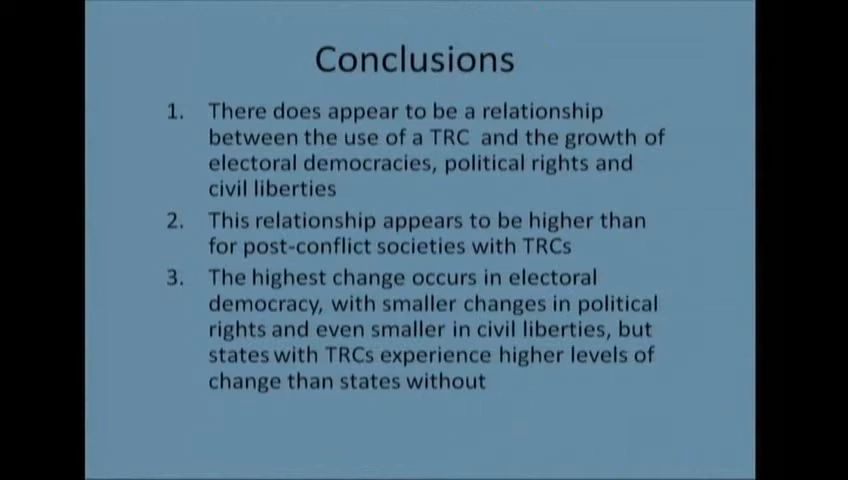 Conclusions
1. There does appear to be a relationship
between the use of a TRC and the growth of
electoral democracies, political rights and
civil liberties
2. This relationship appears to be higher than
for post-conflict societies with TRCs
3. The highest change occurs in electoral
democracy, with smaller changes in political
rights and even smaller in civil liberties, but
states with TRCs experience higher levels of
change than states without